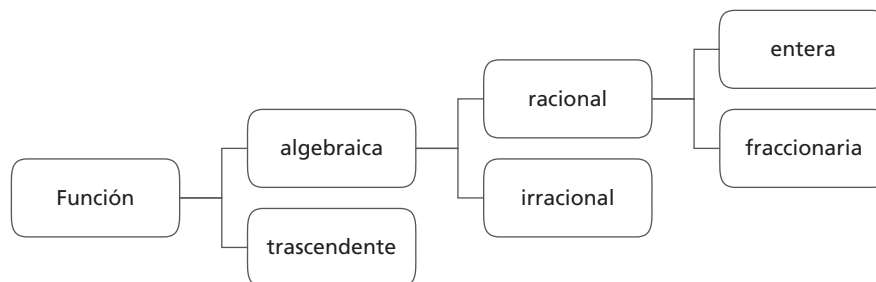 Función
algebraica
trascendente
racional
irracional
entera
fraccionaria